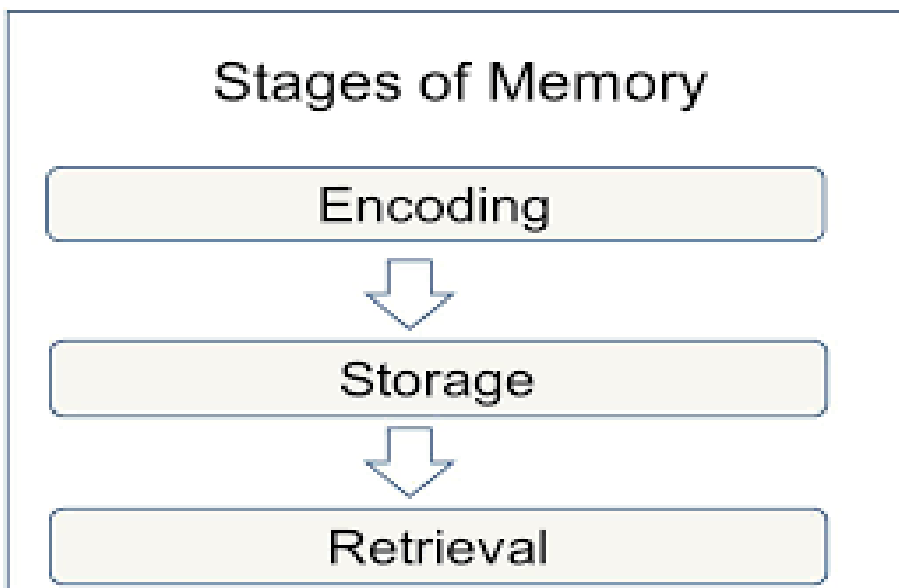 Stages of Memory
Encoding
Storage
Retrieval